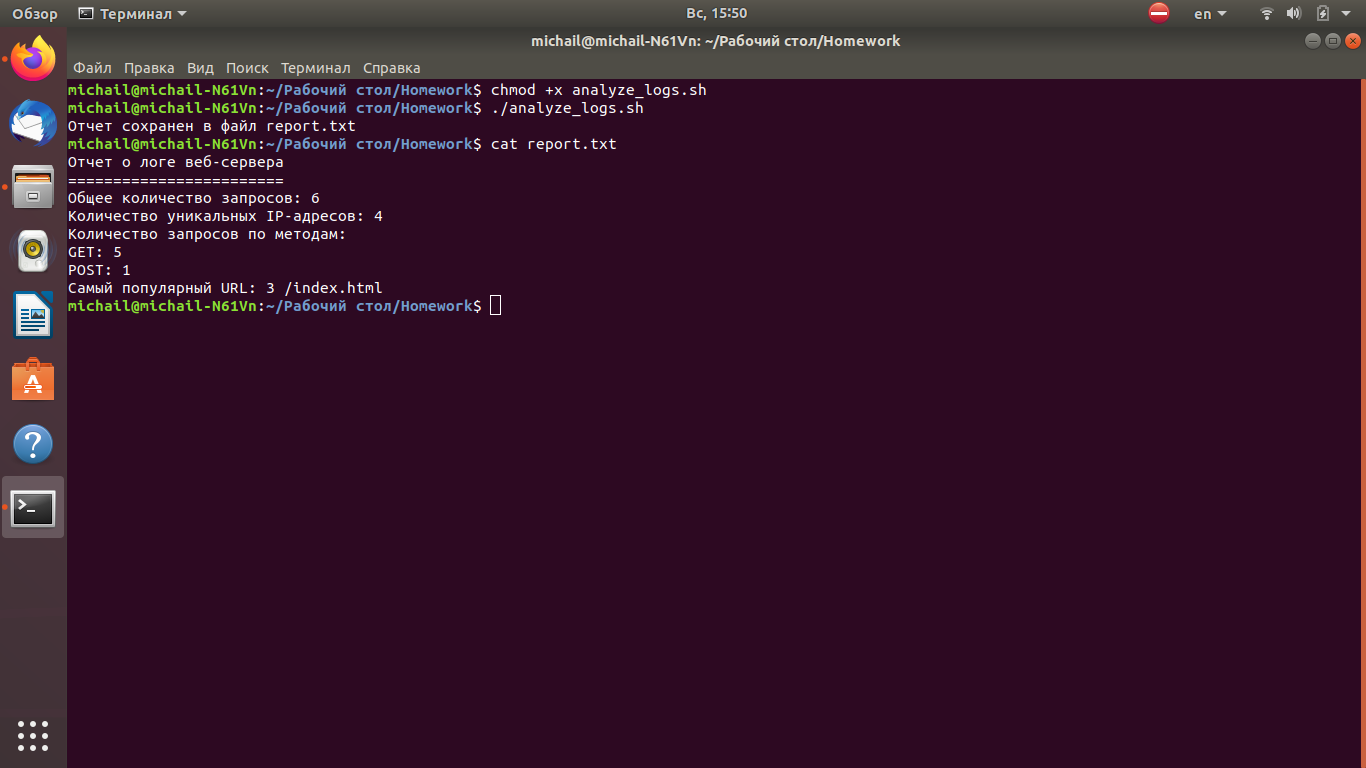 Обзор Терминал Вс, 15:50 en
michail@michail-N61Vn: ~/Рабочий стол/Homework
Файл Правка Вид Поиск Терминал Справка
michail@michail-N61Vn:~/Рабочий стол/Homework$ chmod +x analyze_logs.sh
michail@michail-N61Vn:~/Рабочий стол/Homework$ ./analyze_logs.sh
Отчет сохранен в файл report.txt
michail@michail-N61Vn:~/Рабочий стол/Homework$ cat report.txt
Отчет о логе веб-сервера
========================
Общее количество запросов: 6
Количество уникальных IP-адресов: 4
Количество запросов по методам:
GET: 5
POST: 1
Самый популярный URL: 3 /index.html
michail@michail-N61Vn:~/Рабочий стол/Homework$